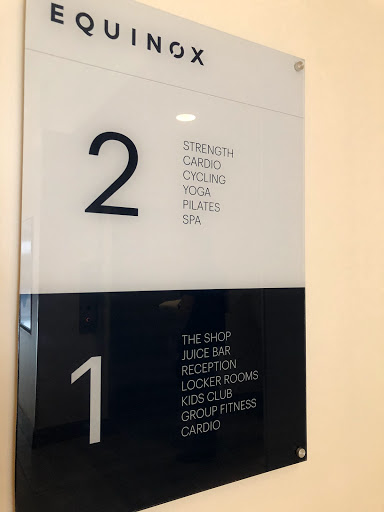 EQUINOX
2
STRENGTH
CARDIO
CYCLING
YOGA
PILATES
SPA
1
THE SHOP
JUICE BAR
RECEPTION
LOCKER ROOMS
KIDS CLUB
GROUP FITNESS
CARDIO